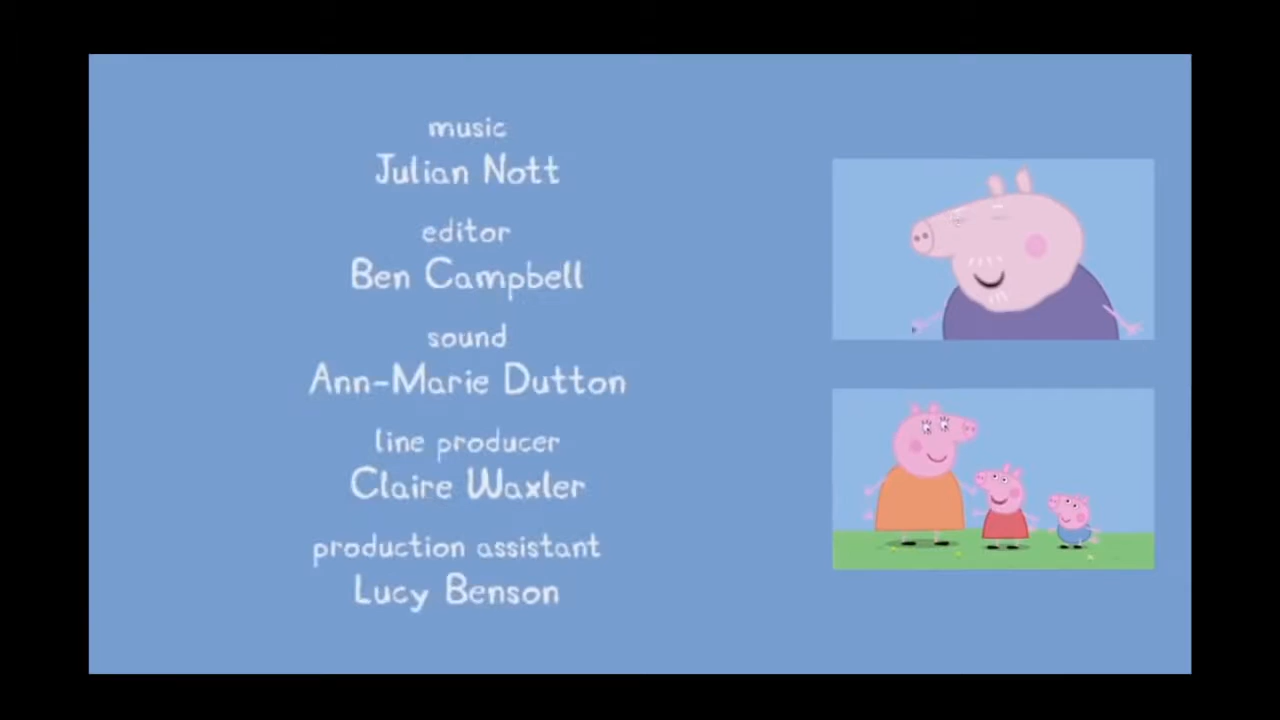 music
Julian Nott
editor
Ben Campbell
sound
Ann-Marie Dutton
line producer
Claire Waxler
production assistant
Lucy Benson